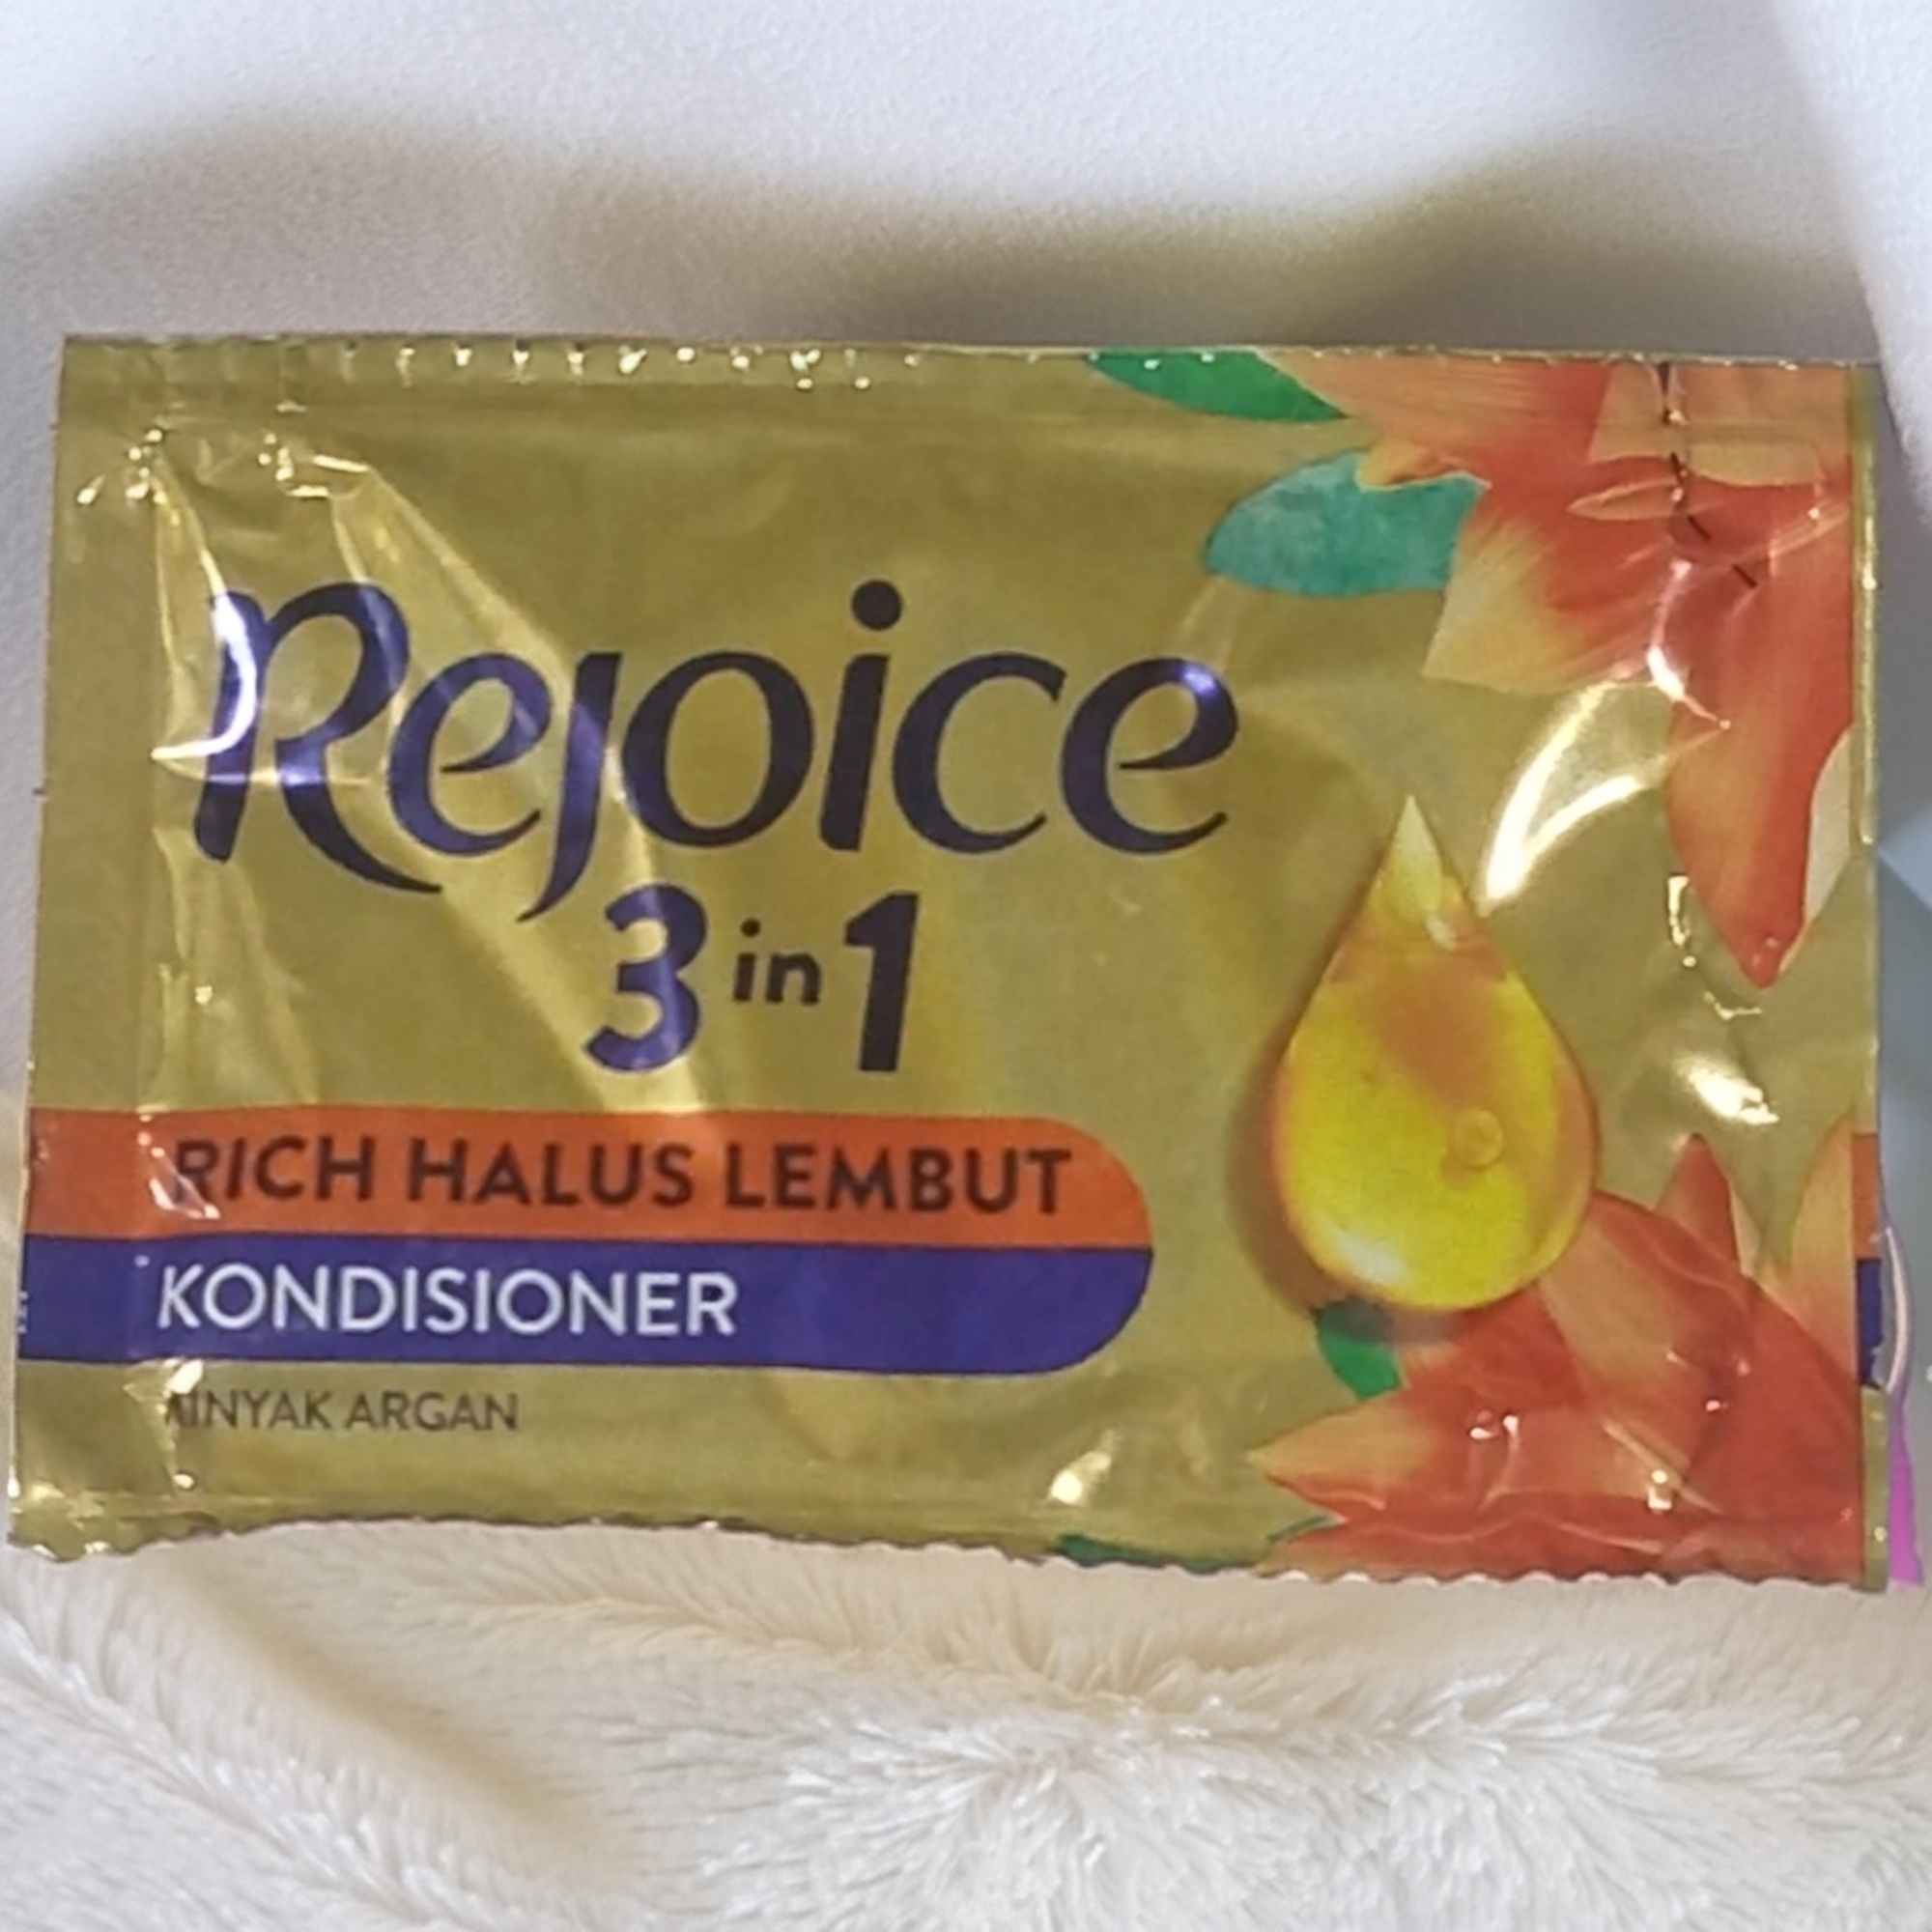 Rejoice
3 in 1
RICH HALUS LEMBUT
KONDISIONER
MINYAK ARGAN